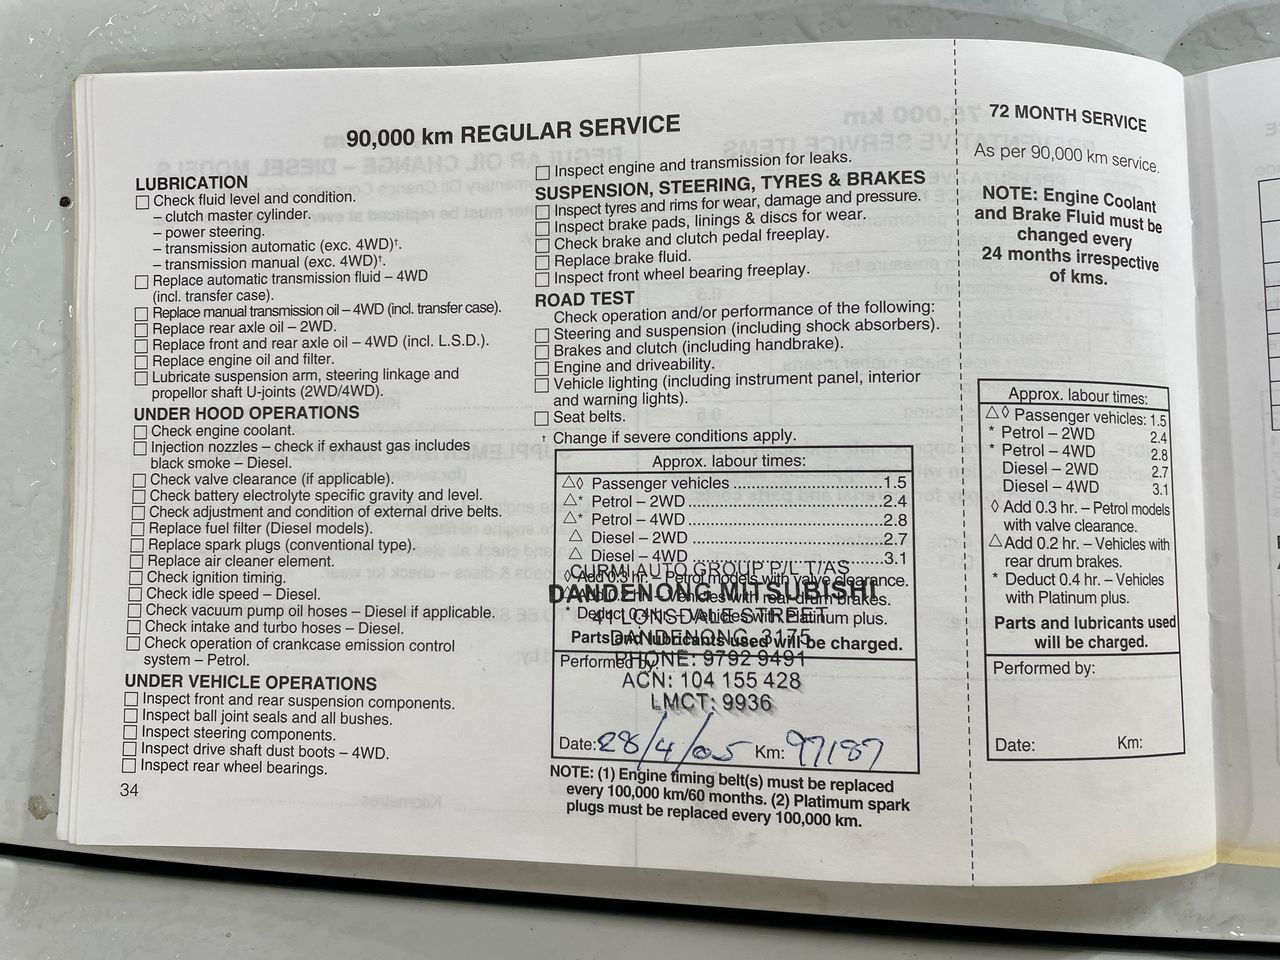 90,000 km REGULAR SERVICE
LUBRICATION
Check fluid level and condition.
– clutch master cylinder.
– power steering.
– transmission automatic (exc. 4WD)†.
– transmission manual (exc. 4WD)†.
Replace automatic transmission fluid – 4WD
(incl. transfer case).
Replace manual transmission oil – 4WD (incl. transfer case).
Replace rear axle oil – 2WD.
Replace front and rear axle oil – 4WD (incl. L.S.D.).
Replace engine oil and filter.
Lubricate suspension arm, steering linkage and
propellor shaft U-joints (2WD/4WD).
UNDER HOOD OPERATIONS
Check engine coolant.
Injection nozzles – check if exhaust gas includes
black smoke – Diesel.
Check valve clearance (if applicable).
Check battery electrolyte specific gravity and level.
Check adjustment and condition of external drive belts.
Replace fuel filter (Diesel models).
Replace spark plugs (conventional type).
Replace air cleaner element.
Check ignition timing.
Check idle speed – Diesel.
Check vacuum pump oil hoses – Diesel if applicable.
Check intake and turbo hoses – Diesel.
Check operation of crankcase emission control
system – Petrol.
UNDER VEHICLE OPERATIONS
Inspect front and rear suspension components.
Inspect ball joint seals and all bushes.
Inspect steering components.
Inspect drive shaft dust boots – 4WD.
Inspect rear wheel bearings.
34
Inspect engine and transmission for leaks.
SUSPENSION, STEERING, TYRES & BRAKES
Inspect tyres and rims for wear, damage and pressure.
Inspect brake pads, linings & discs for wear.
Check brake and clutch pedal freeplay.
Replace brake fluid.
Inspect front wheel bearing freeplay.
ROAD TEST
Check operation and/or performance of the following:
Steering and suspension (including shock absorbers).
Brakes and clutch (including handbrake).
Engine and driveability.
Vehicle lighting (including instrument panel, interior
and warning lights).
Seat belts.
† Change if severe conditions apply.
Approx. labour times:
△◊ Passenger vehicles ....................................1.5
△* Petrol – 2WD................................................2.4
△* Petrol – 4WD................................................2.8
△ Diesel – 2WD................................................2.7
△ Diesel – 4WD................................................3.1
◊ Add 0.3 hr. – Petrol models with valve clearance.
Vehicles with rear drum brakes.
* Deduct 0.4 hr. – Vehicles with Platinum plus.
Parts and lubricants used will be charged.
Performed by:
CURMI AUTO GROUP P/L T/AS
DANDENONG MITSUBISHI
41 LONSDALE STREET
DANDENONG 3175
PHONE: 9792 9491
ACN: 104 155 428
LMCT: 9936
Date: 28/4/05 Km: 97187
NOTE: (1) Engine timing belt(s) must be replaced
every 100,000 km/60 months. (2) Platimum spark
plugs must be replaced every 100,000 km.
72 MONTH SERVICE
As per 90,000 km service.
NOTE: Engine Coolant
and Brake Fluid must be
changed every
24 months irrespective
of kms.
Approx. labour times:
△◊ Passenger vehicles: 1.5
* Petrol – 2WD 2.4
* Petrol – 4WD 2.8
Diesel – 2WD 2.7
Diesel – 4WD 3.1
◊ Add 0.3 hr. – Petrol models
with valve clearance.
△ Add 0.2 hr. – Vehicles with
rear drum brakes.
* Deduct 0.4 hr. – Vehicles
with Platinum plus.
Parts and lubricants used
will be charged.
Performed by:
Date: Km: